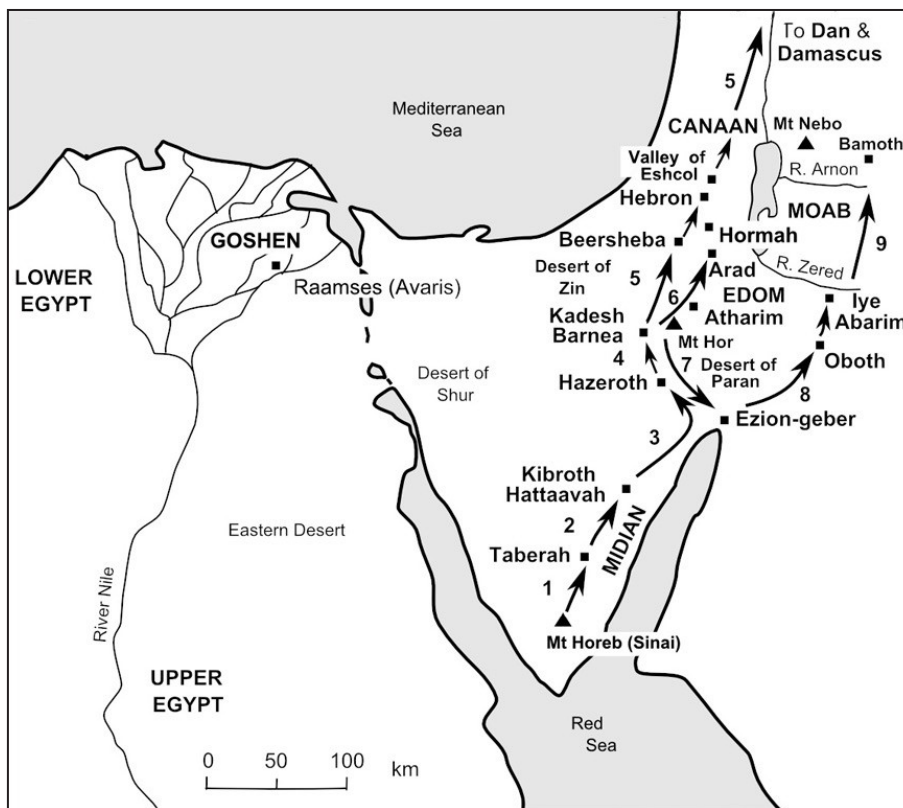 To Dan &
Damascus
5
Mediterranean
Sea
CANAAN
Mt Nebo
Bamoth
Valley of
Eshcol
R. Arnon
Hebron
MOAB
GOSHEN
Beersheba
Hormah
9
LOWER
EGYPT
Raamses (Avaris)
Desert of
Zin
5
Arad
R. Zered
6
EDOM
Atharim
Iye
Abarim
Kadesh
Barnea
Mt Hor
4
7
Desert of
Paran
Oboth
Desert of
Shur
Hazeroth
8
Ezion-geber
3
Kibroth
Hattaavah
Eastern Desert
2
MIDIAN
Taberah
River Nile
1
Mt Horeb (Sinai)
UPPER
EGYPT
Red
Sea
0 50 100
km